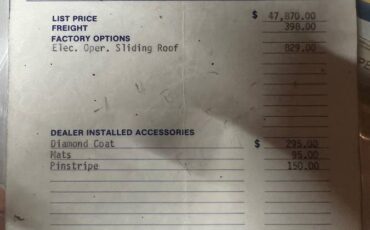 LIST PRICE $ 47,870.00
FREIGHT 398.00
FACTORY OPTIONS
Elec. Oper. Sliding Roof 829.00
DEALER INSTALLED ACCESSORIES
Diamond Coat $ 295.00
Mats 95.00
Pinstripe 150.00